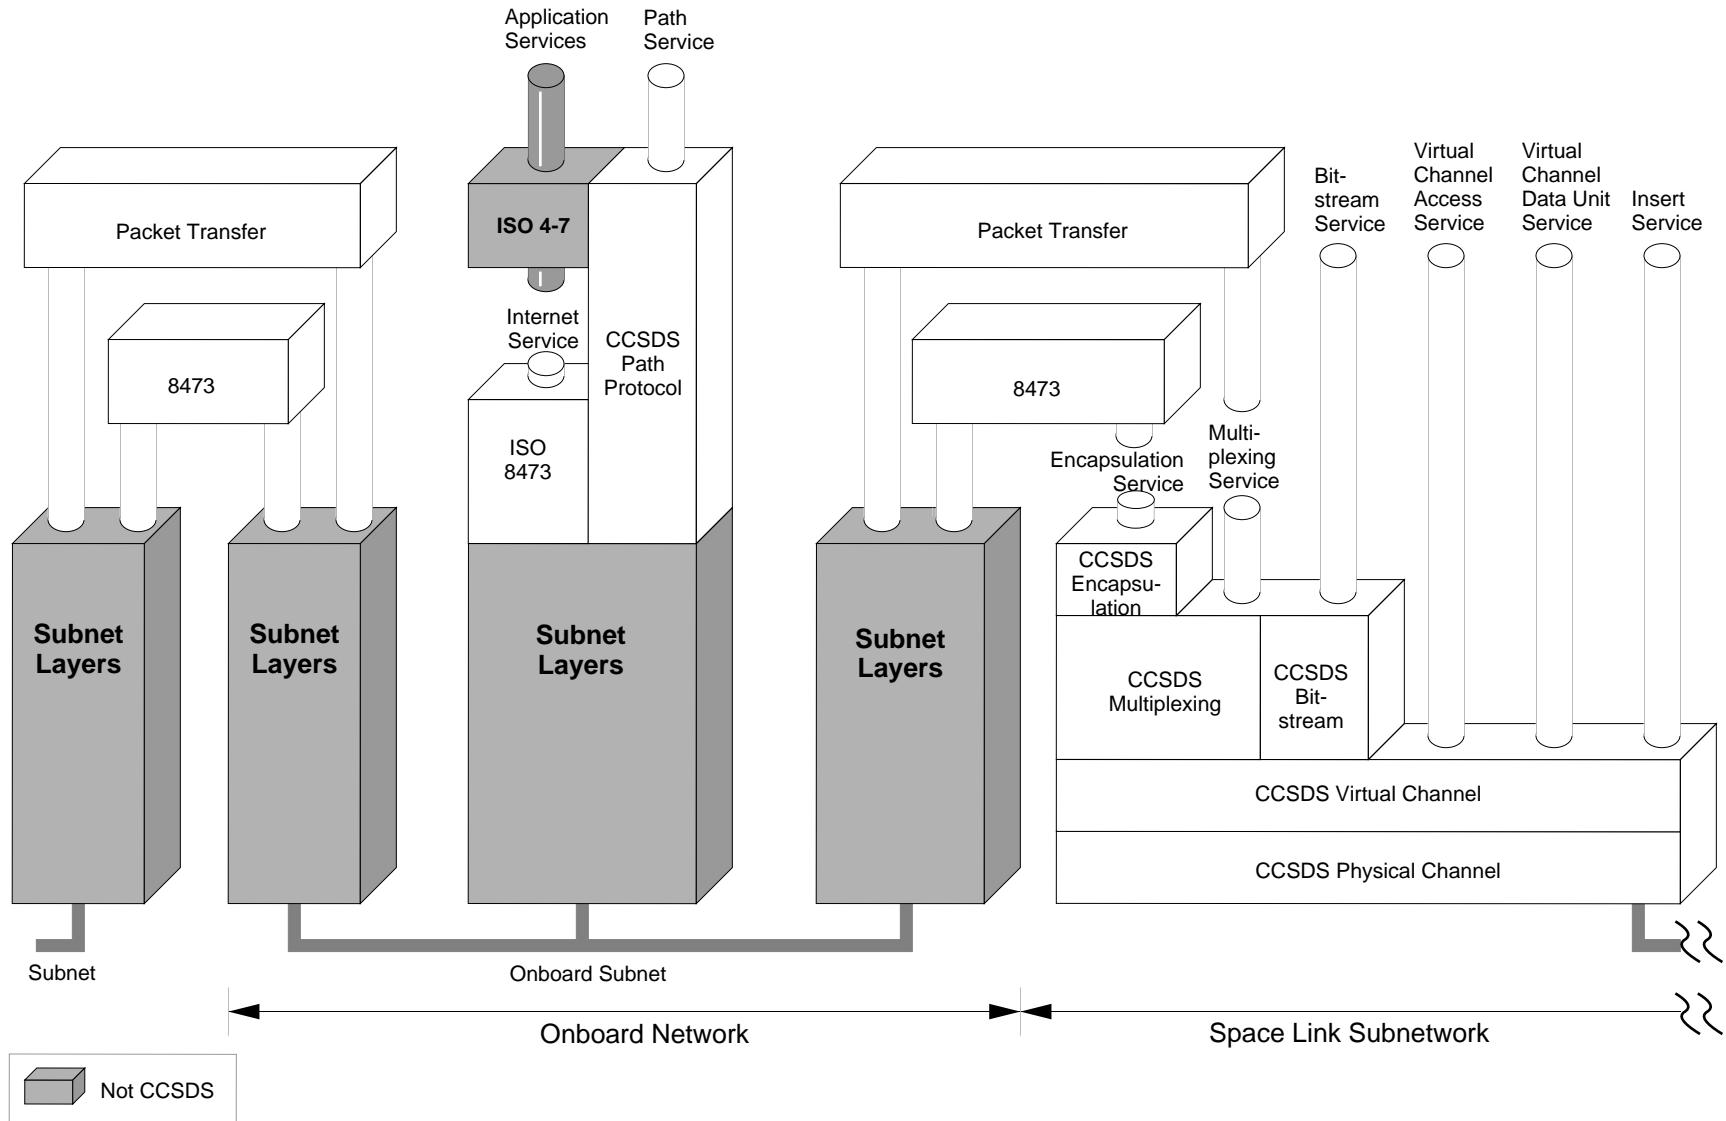 Application
Services
Path
Service
Packet Transfer
ISO 4-7
Packet Transfer
Bit-
stream
Service
Virtual
Channel
Access
Service
Virtual
Channel
Data Unit
Service
Insert
Service
8473
Internet
Service
CCSDS
Path
Protocol
8473
ISO
8473
Encapsulation
Service
Multi-
plexing
Service
CCSDS
Encapsu-
lation
Subnet
Layers
Subnet
Layers
Subnet
Layers
Subnet
Layers
CCSDS
Multiplexing
CCSDS
Bit-
stream
CCSDS Virtual Channel
CCSDS Physical Channel
Subnet
Onboard Subnet
Onboard Network
Space Link Subnetwork
Not CCSDS